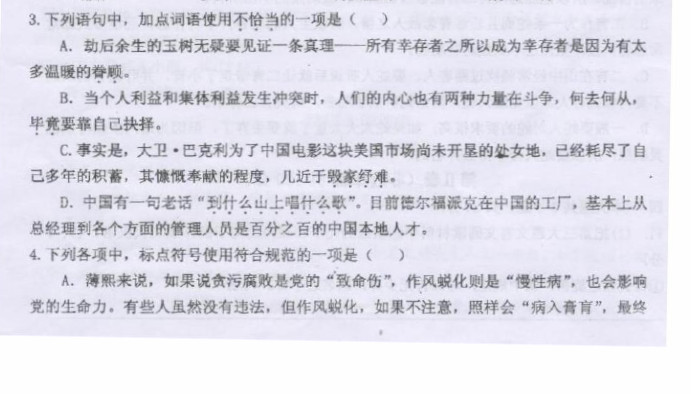 3.下列语句中，加点词语使用不恰当的一项是（ ）
A．劫后余生的玉树无疑要见证一条真理——所有幸存者之所以成为幸存者是因为有太
多温暖的眷顾。
B．当个人利益和集体利益发生冲突时，人们的内心也有两种力量在斗争，何去何从，
毕竟要靠自己抉择。
C．事实是，大卫·巴克利为了中国电影这块美国市场尚未开垦的处女地，已经耗尽了自
己多年的积蓄，其慷慨奉献的程度，几近于毁家纾难。
D．中国有一句老话“到什么山上唱什么歌”。目前德尔福派克在中国的工厂，基本上从
总经理到各个方面的管理人员是百分之百的中国本地人才。
4.下列各项中，标点符号使用符合规范的一项是（ ）
A．薄熙来说，如果说贪污腐败是党的“致命伤”，作风蜕化则是“慢性病”，也会影响
党的生命力。有些人虽然没有违法，但作风蜕化，如果不注意，照样会“病入膏肓”，最终